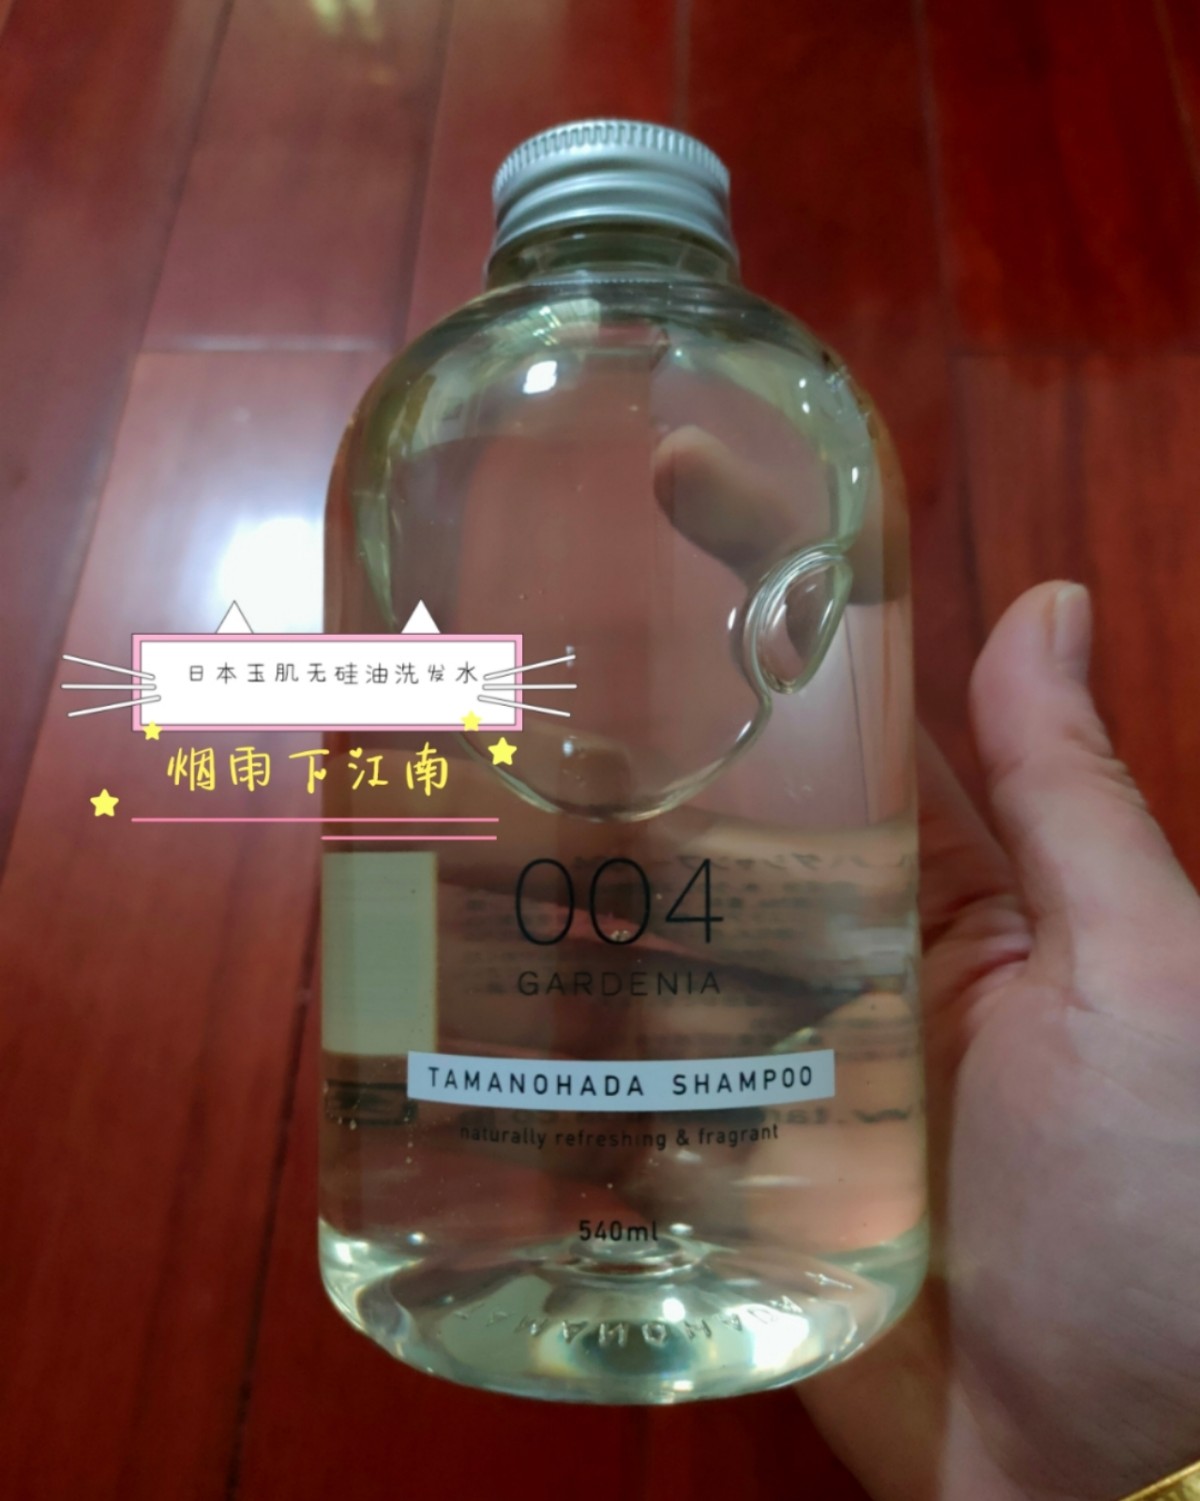 日本玉肌无硅油洗发水
烟雨下江南
004
GARDENIA
TAMANOHADA SHAMPOO
naturally refreshing & fragrant
540ml
TAMANOHADA